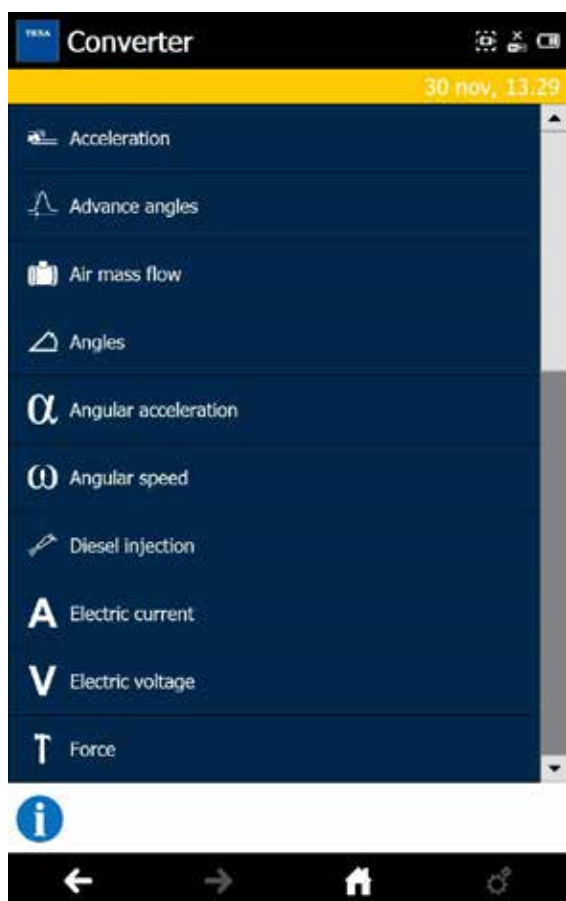 TEXA
Converter
30 nov, 13.29
Acceleration
Advance angles
Air mass flow
Angles
α Angular acceleration
ω Angular speed
Diesel injection
A Electric current
V Electric voltage
Force
i